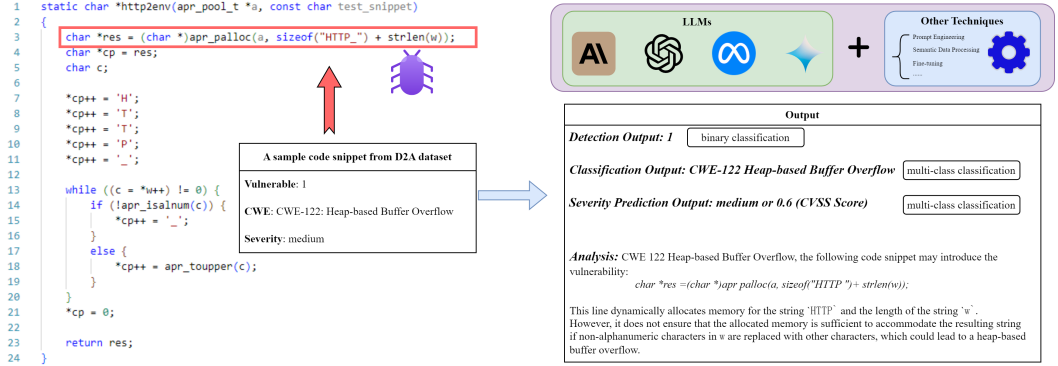 1 static char *http2env(apr_pool_t *a, const char test_snippet)
2 {
3 char *res = (char *)apr_palloc(a, sizeof("HTTP_") + strlen(w));
4 char *cp = res;
5 char c;
6
7 *cp++ = 'H';
8 *cp++ = 'T';
9 *cp++ = 'T';
10 *cp++ = 'P';
11 *cp++ = '_';
12
13 while ((c = *w++) != 0) {
14 if (!apr_isalnum(c)) {
15 *cp++ = '_';
16 }
17 else {
18 *cp++ = apr_toupper(c);
19 }
20 }
21 *cp = 0;
22
23 return res;
24 }
A sample code snippet from D2A dataset
Vulnerable: 1
CWE: CWE-122: Heap-based Buffer Overflow
Severity: medium
LLMs
A\
Other Techniques
Prompt Engineering
Semantic Data Processing
Fine-tuning
......
Output
Detection Output: 1 binary classification
Classification Output: CWE-122 Heap-based Buffer Overflow multi-class classification
Severity Prediction Output: medium or 0.6 (CVSS Score) multi-class classification
Analysis: CWE 122 Heap-based Buffer Overflow, the following code snippet may introduce the
vulnerability:
char *res =(char *)apr palloc(a, sizeof("HTTP ")+ strlen(w));
This line dynamically allocates memory for the string `HTTP` and the length of the string `w`.
However, it does not ensure that the allocated memory is sufficient to accommodate the resulting string
if non-alphanumeric characters in w are replaced with other characters, which could lead to a heap-based
buffer overflow.